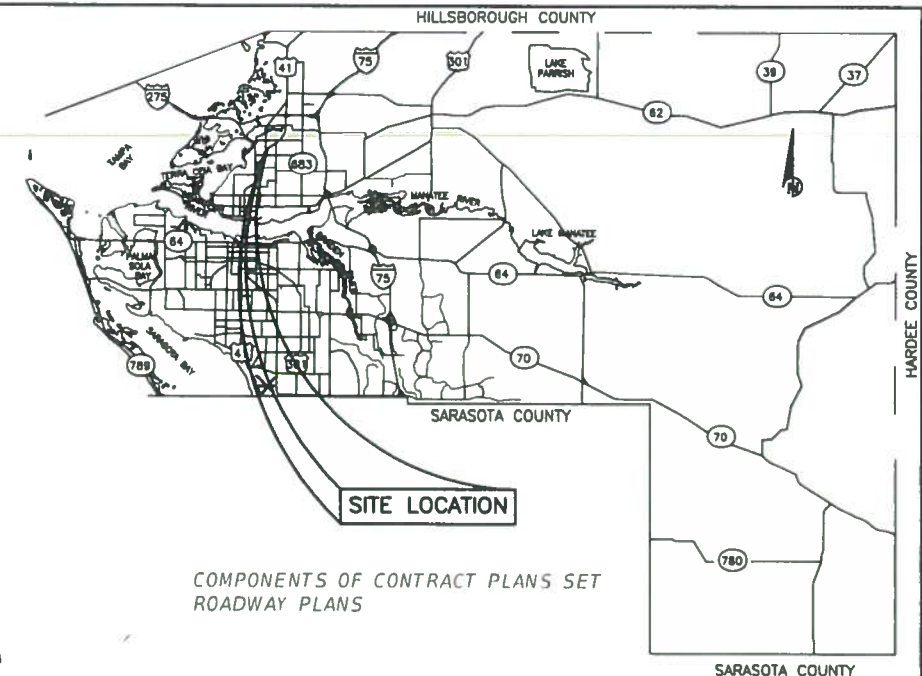 HILLSBOROUGH COUNTY
41
75
301
LAKE
PARRISH
39
37
275
62
TAMPA
BAY
TERRA CEIA BAY
683
MANATEE RIVER
RIVER
64
PALMA
SOLA
BAY
LAKE MANATEE
75
64
64
HARDEE COUNTY
SARASOTA BAY
789
41
301
70
SARASOTA COUNTY
70
SITE LOCATION
780
COMPONENTS OF CONTRACT PLANS SET
ROADWAY PLANS
SARASOTA COUNTY